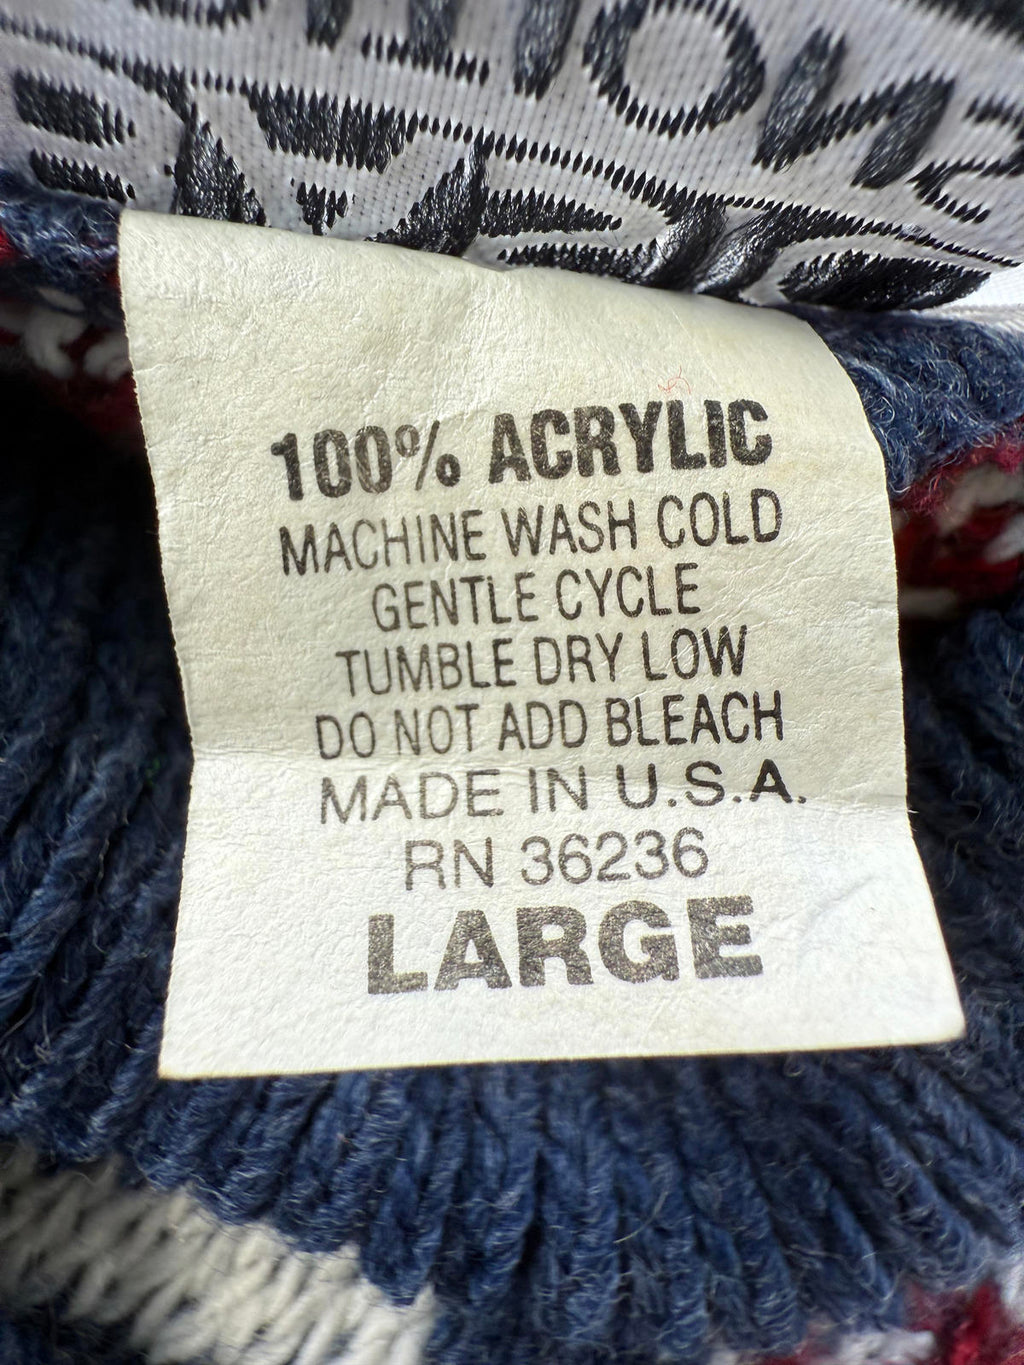 100% ACRYLIC
MACHINE WASH COLD
GENTLE CYCLE
TUMBLE DRY LOW
DO NOT ADD BLEACH
MADE IN U.S.A.
RN 36236
LARGE